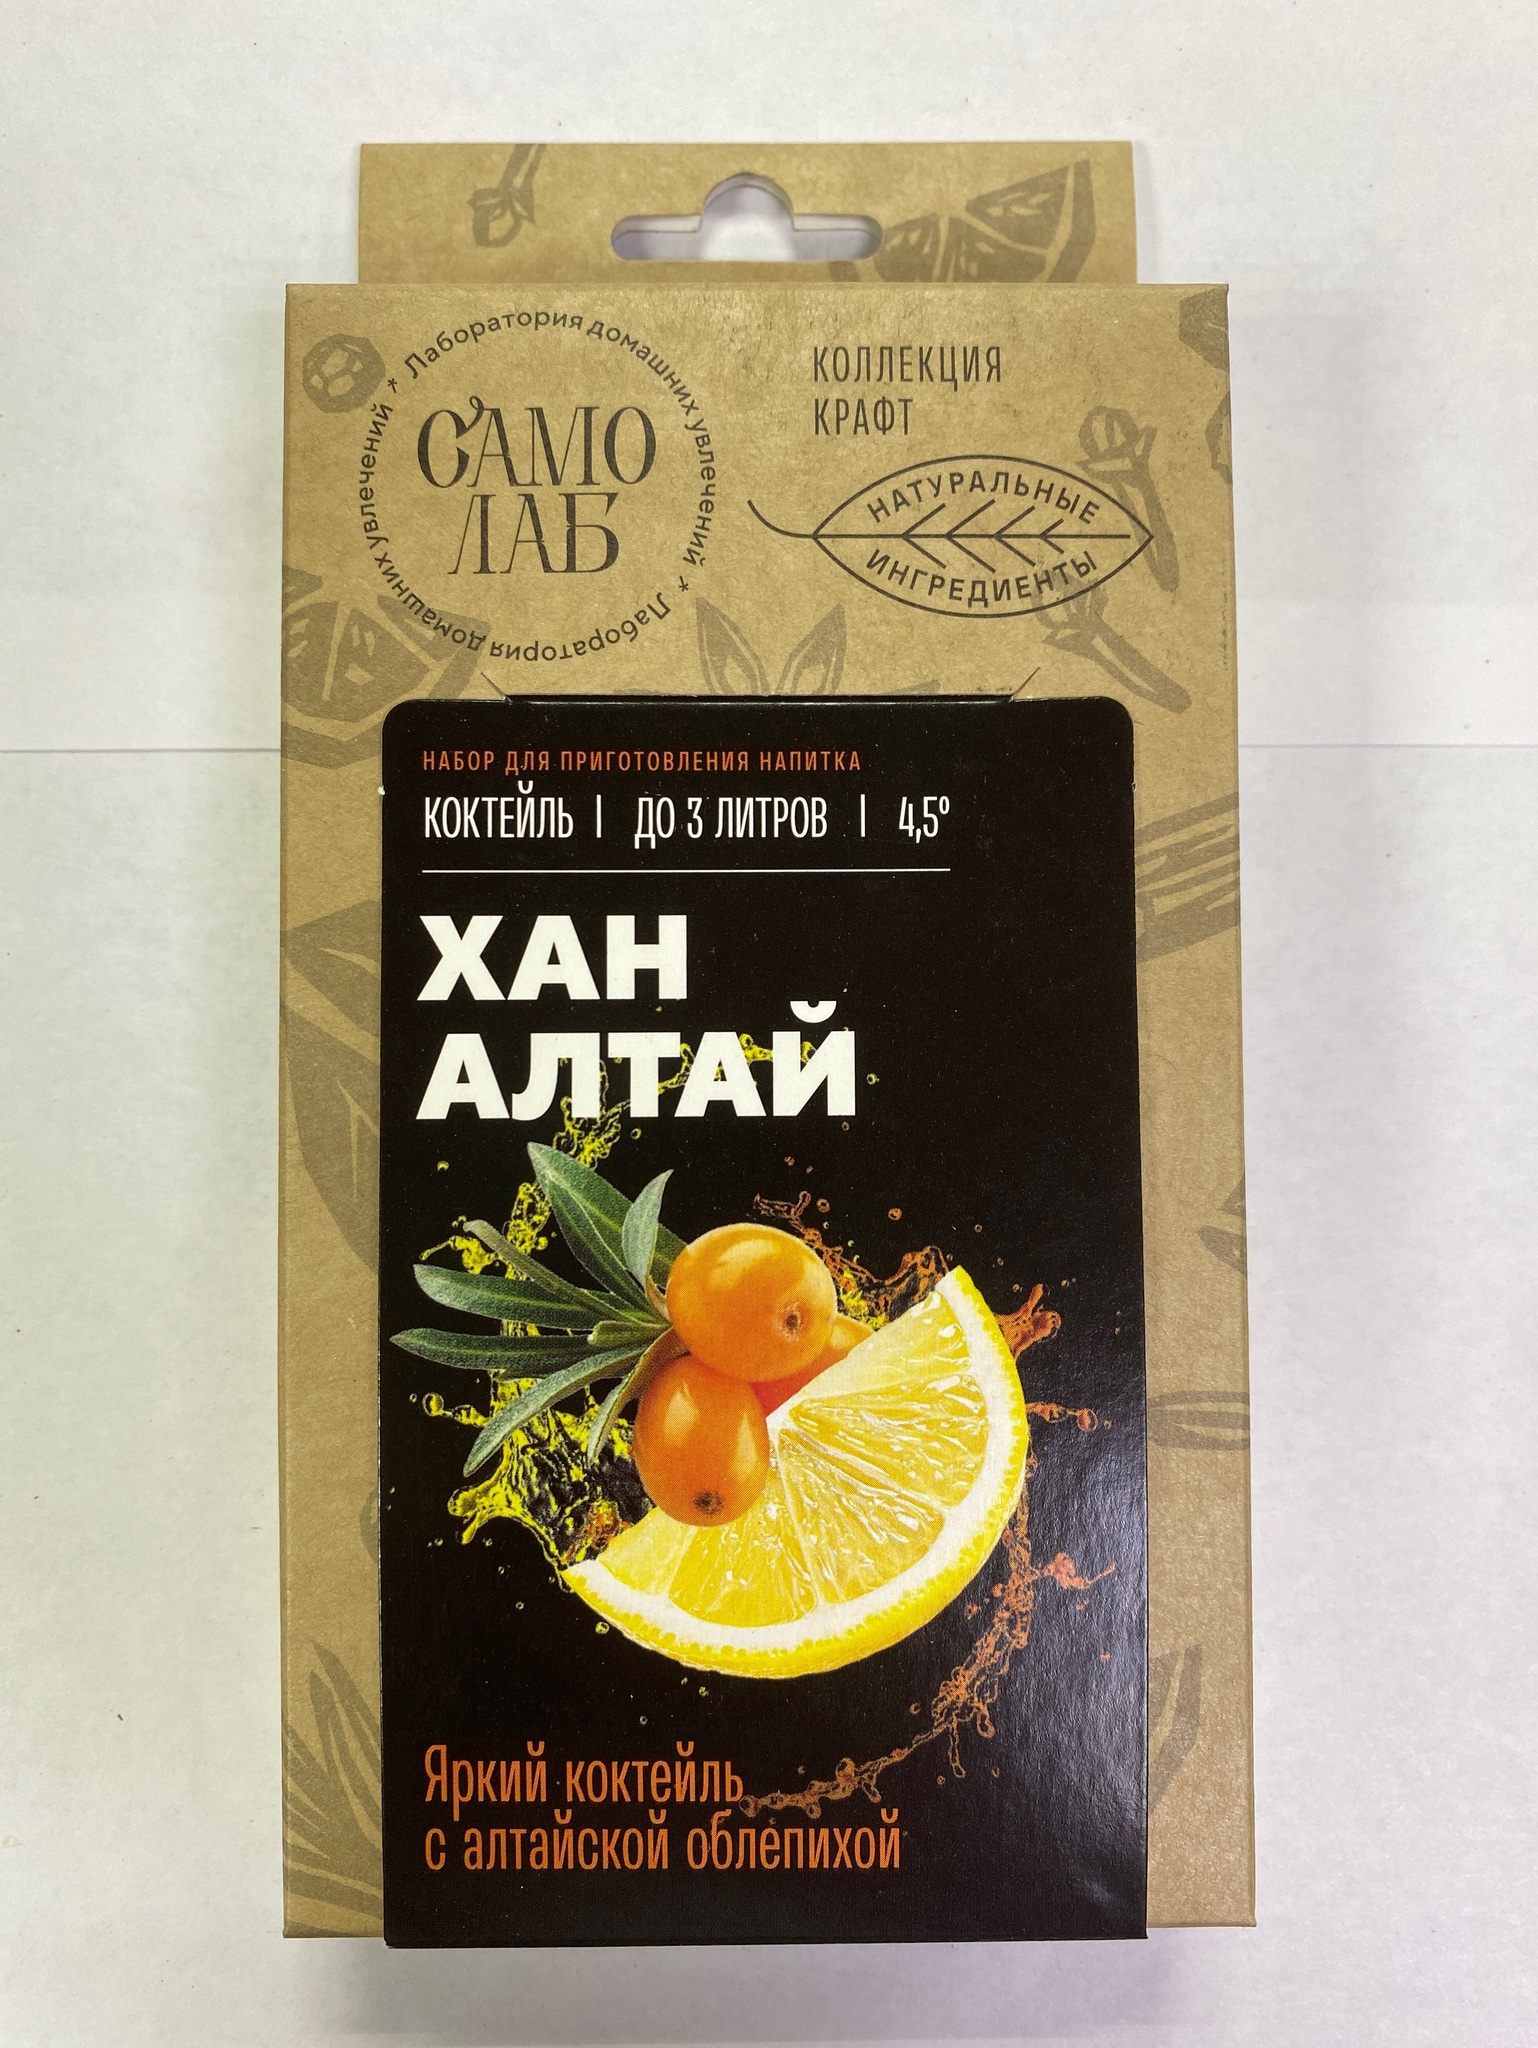 * Лаборатория домашних увлечений * Лаборатория домашних увлечений
САМО
ЛАБ
КОЛЛЕКЦИЯ
КРАФТ
НАТУРАЛЬНЫЕ
ИНГРЕДИЕНТЫ
НАБОР ДЛЯ ПРИГОТОВЛЕНИЯ НАПИТКА
КОКТЕЙЛЬ | ДО 3 ЛИТРОВ | 4,5°
ХАН
АЛТАЙ
Яркий коктейль
с алтайской облепихой